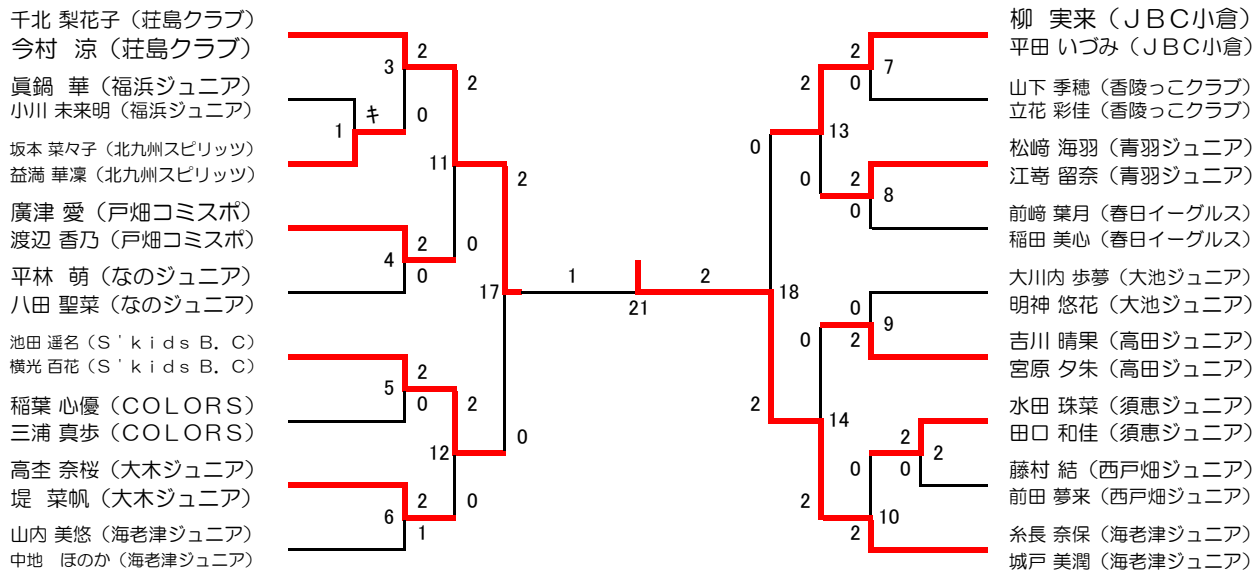 千北 梨花子（荘島クラブ）
今村 涼（荘島クラブ）
眞鍋 華（福浜ジュニア）
小川 未来明（福浜ジュニア）
坂本 菜々子（北九州スピリッツ）
益満 華凜（北九州スピリッツ）
廣津 愛（戸畑コミスポ）
渡辺 香乃（戸畑コミスポ）
平林 萌（なのジュニア）
八田 聖菜（なのジュニア）
池田 遥名（Ｓ'ｋｉｄｓ Ｂ．Ｃ）
横光 百花（Ｓ'ｋｉｄｓ Ｂ．Ｃ）
稲葉 心優（ＣＯＬＯＲＳ）
三浦 真歩（ＣＯＬＯＲＳ）
高杢 奈桜（大木ジュニア）
堤 菜帆（大木ジュニア）
山内 美悠（海老津ジュニア）
中地 ほのか（海老津ジュニア）
2
3
2
キ
0
1
11
2
2
4
0
0
17
2
5
0
2
12
0
2
6
0
1
1
2
21
2
7
0
2
13
0
0
2
8
0
18
0
9
0
2
2
14
2
2
0
0
2
10
2
柳 実来（ＪＢＣ小倉）
平田 いづみ（ＪＢＣ小倉）
山下 季穂（香陵っこクラブ）
立花 彩佳（香陵っこクラブ）
松﨑 海羽（青羽ジュニア）
江嵜 留奈（青羽ジュニア）
前﨑 葉月（春日イーグルス）
稲田 美心（春日イーグルス）
大川内 歩夢（大池ジュニア）
明神 悠花（大池ジュニア）
吉川 晴果（高田ジュニア）
宮原 夕朱（高田ジュニア）
水田 珠菜（須恵ジュニア）
田口 和佳（須恵ジュニア）
藤村 結（西戸畑ジュニア）
前田 夢来（西戸畑ジュニア）
糸長 奈保（海老津ジュニア）
城戸 美潤（海老津ジュニア）